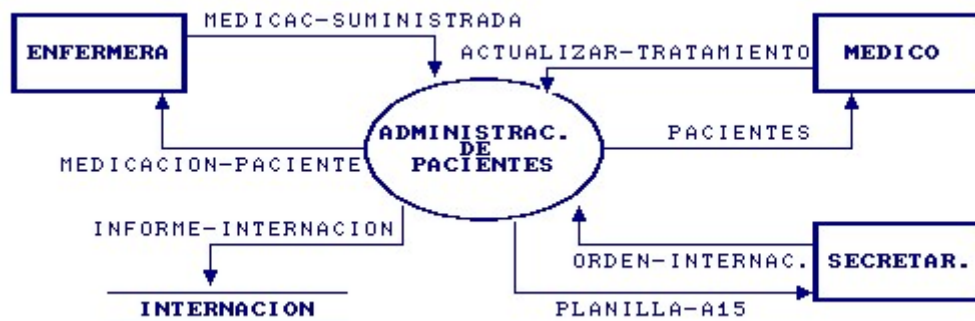 MEDICAC-SUMINISTRADA
ENFERMERA
ACTUALIZAR-TRATAMIENTO
MEDICO
ADMINISTRAC.
DE
PACIENTES
PACIENTES
MEDICACION-PACIENTE
INFORME-INTERNACION
ORDEN-INTERNAC.
SECRETAR.
INTERNACION
PLANILLA-A15